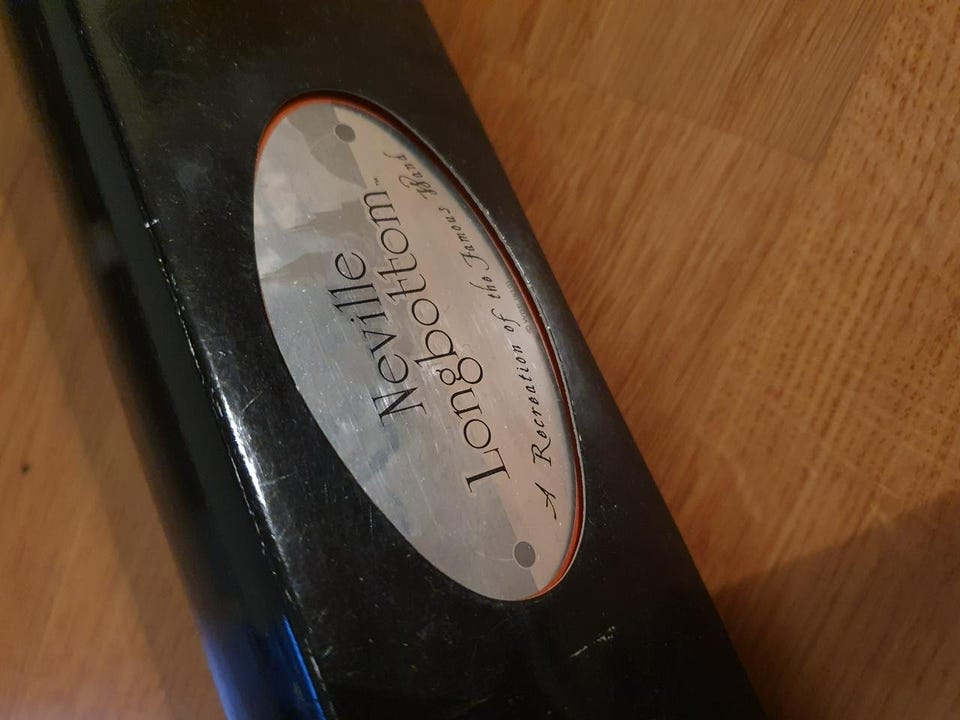 Neville
Longbottom™
A Recreation of the Famous Wand